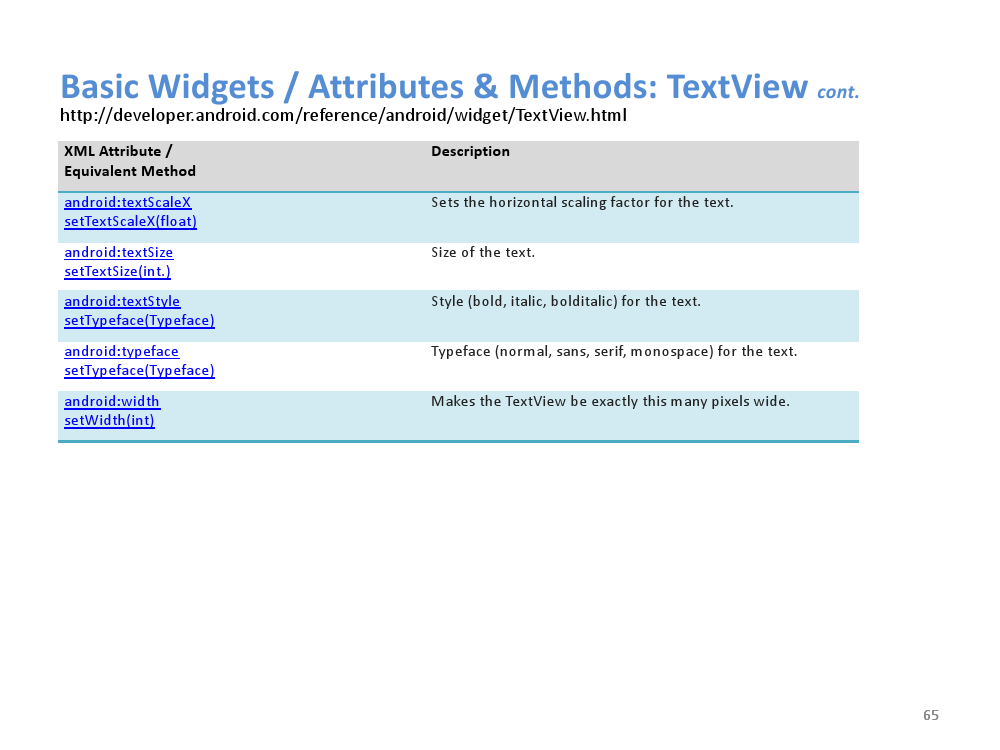 Basic Widgets / Attributes & Methods: TextView cont.
http://developer.android.com/reference/android/widget/TextView.html
XML Attribute / Description
Equivalent Method
android:textScaleX Sets the horizontal scaling factor for the text.
setTextScaleX(float)
android:textSize Size of the text.
setTextSize(int.)
android:textStyle Style (bold, italic, bolditalic) for the text.
setTypeface(Typeface)
android:typeface Typeface (normal, sans, serif, monospace) for the text.
setTypeface(Typeface)
android:width Makes the TextView be exactly this many pixels wide.
setWidth(int)
65